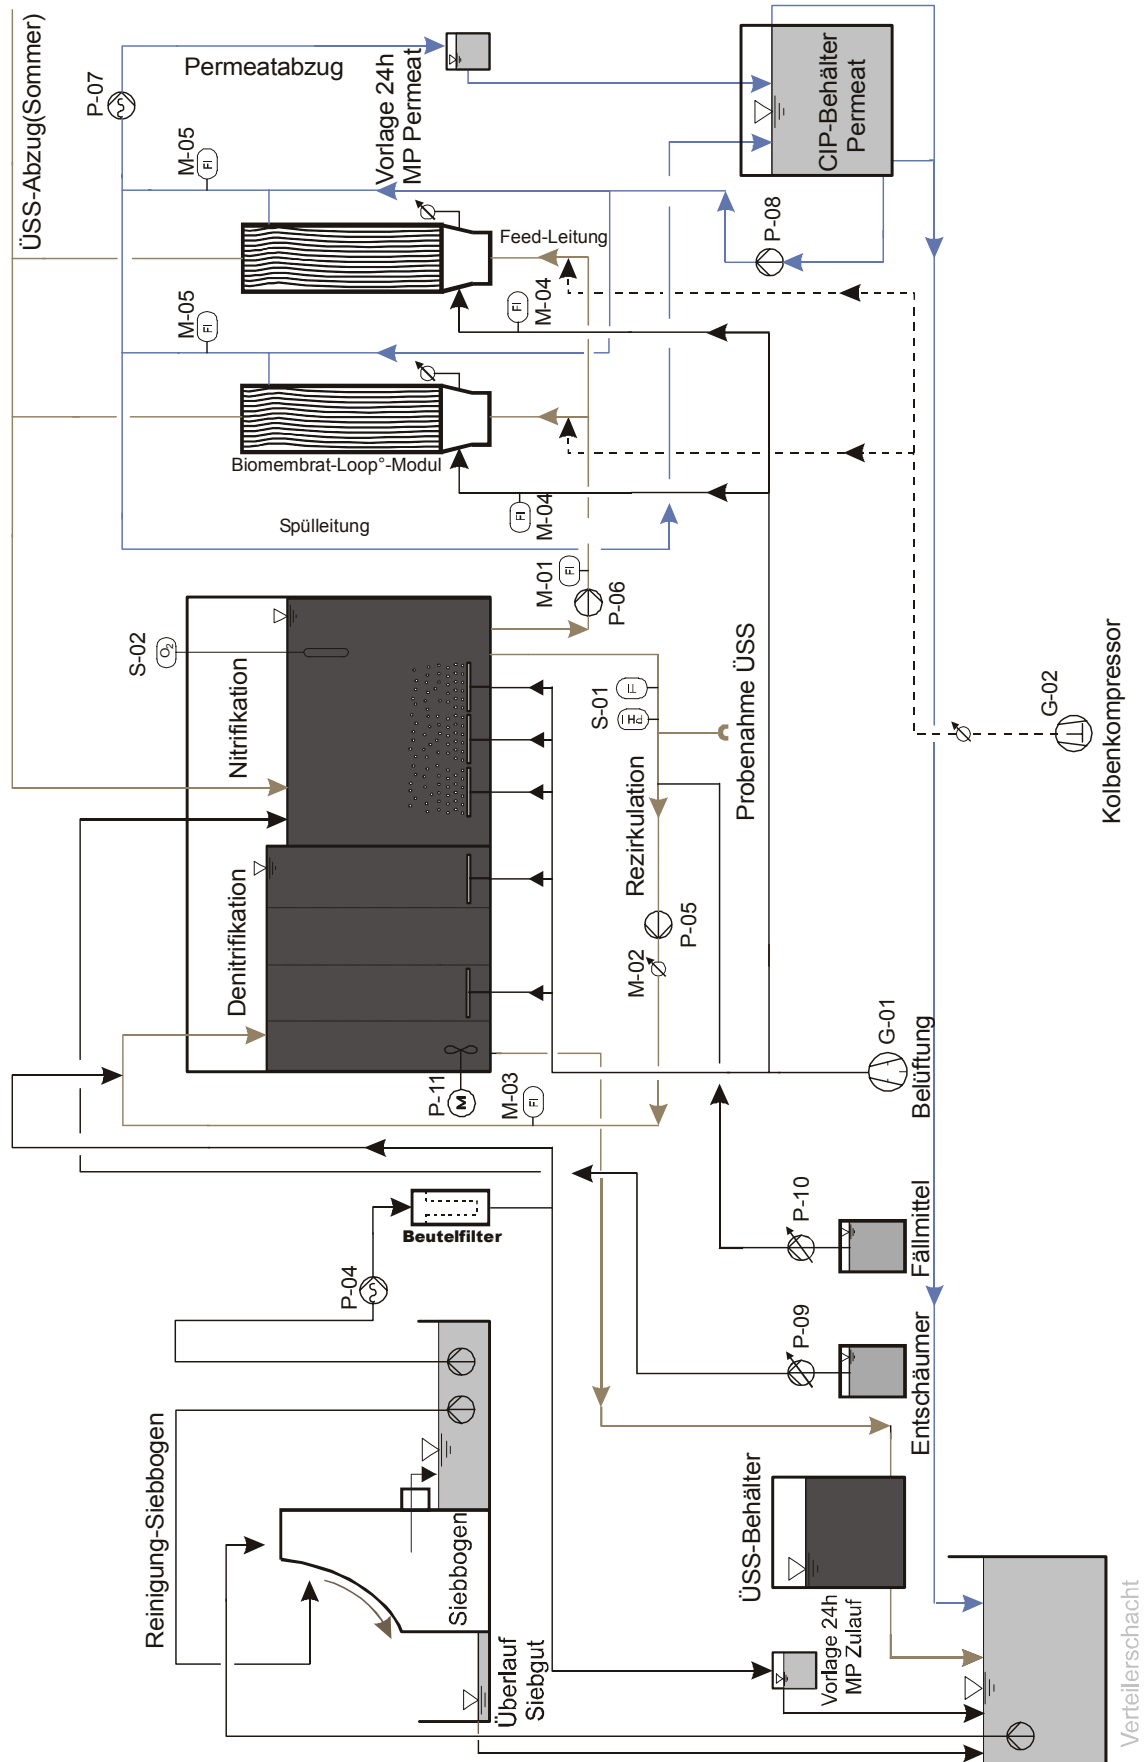 ÜSS-Abzug(Sommer)
P-07
Permeatabzug
Vorlage 24h
MP Permeat
CIP-Behälter
Permeat
M-05
FI
P-08
Feed-Leitung
M-04
FI
M-05
FI
Biomembrat-Loop°-Modul
M-04
FI
Spülleitung
M-01
FI
P-06
S-02
O2
Nitrifikation
Denitrifikation
S-01
PH I
TI
Probenahme ÜSS
Rezirkulation
P-05
M-02
M-03
FI
P-11
M
G-02
Kolbenkompressor
G-01
Belüftung
P-10
Fällmittel
P-09
Entschäumer
Beutelfilter
P-04
Reinigung-Siebbogen
Siebbogen
Überlauf
Siebgut
ÜSS-Behälter
Vorlage 24h
MP Zulauf
Verteilerschacht